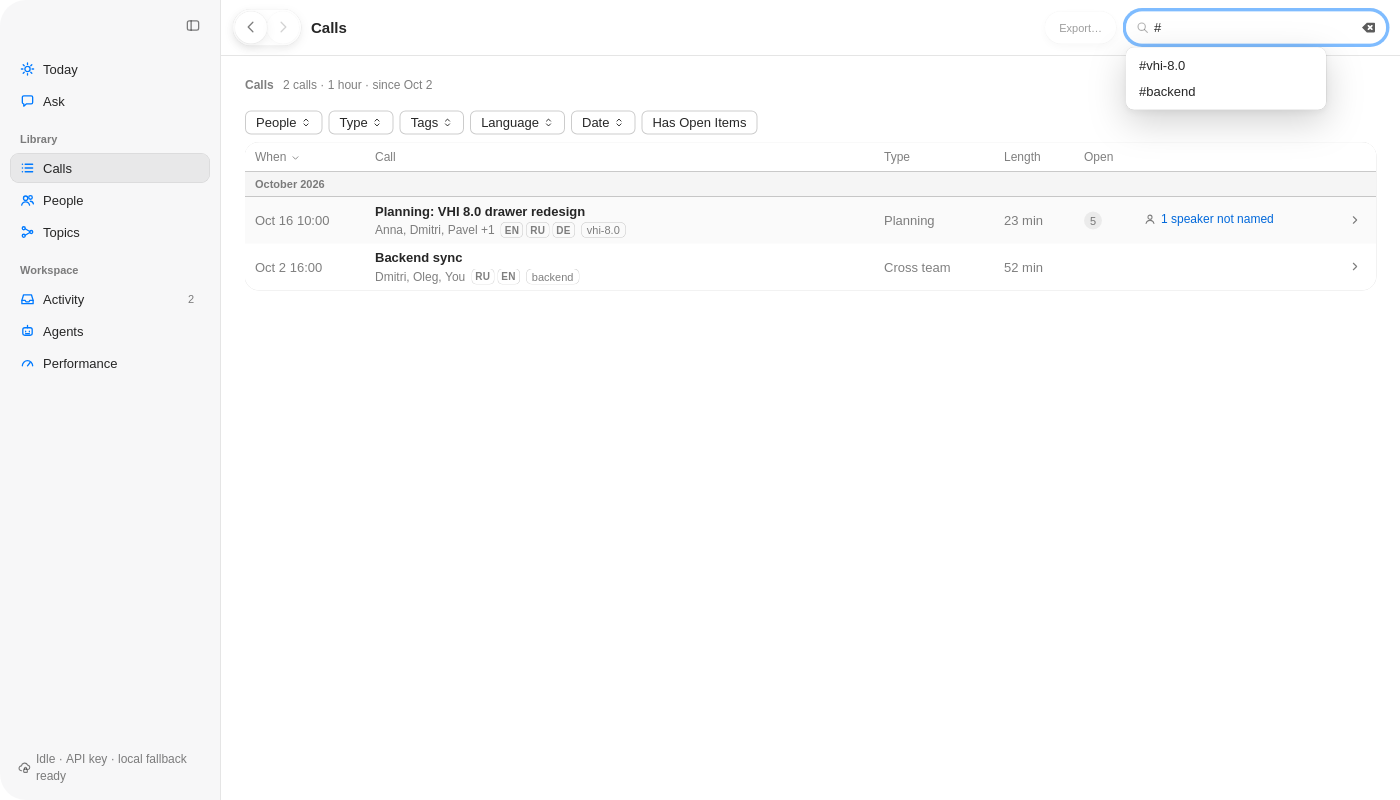 Calls
Export…
#
#vhi-8.0
#backend
Today
Ask
Library
Calls
People
Topics
Workspace
Activity 2
Agents
Performance
Idle · API key · local fallback
ready
Calls 2 calls · 1 hour · since Oct 2
People Type Tags Language Date Has Open Items
When Call Type Length Open
October 2026
Oct 16 10:00 Planning: VHI 8.0 drawer redesign Planning 23 min 5 1 speaker not named
Anna, Dmitri, Pavel +1 EN RU DE vhi-8.0
Oct 2 16:00 Backend sync Cross team 52 min
Dmitri, Oleg, You RU EN backend